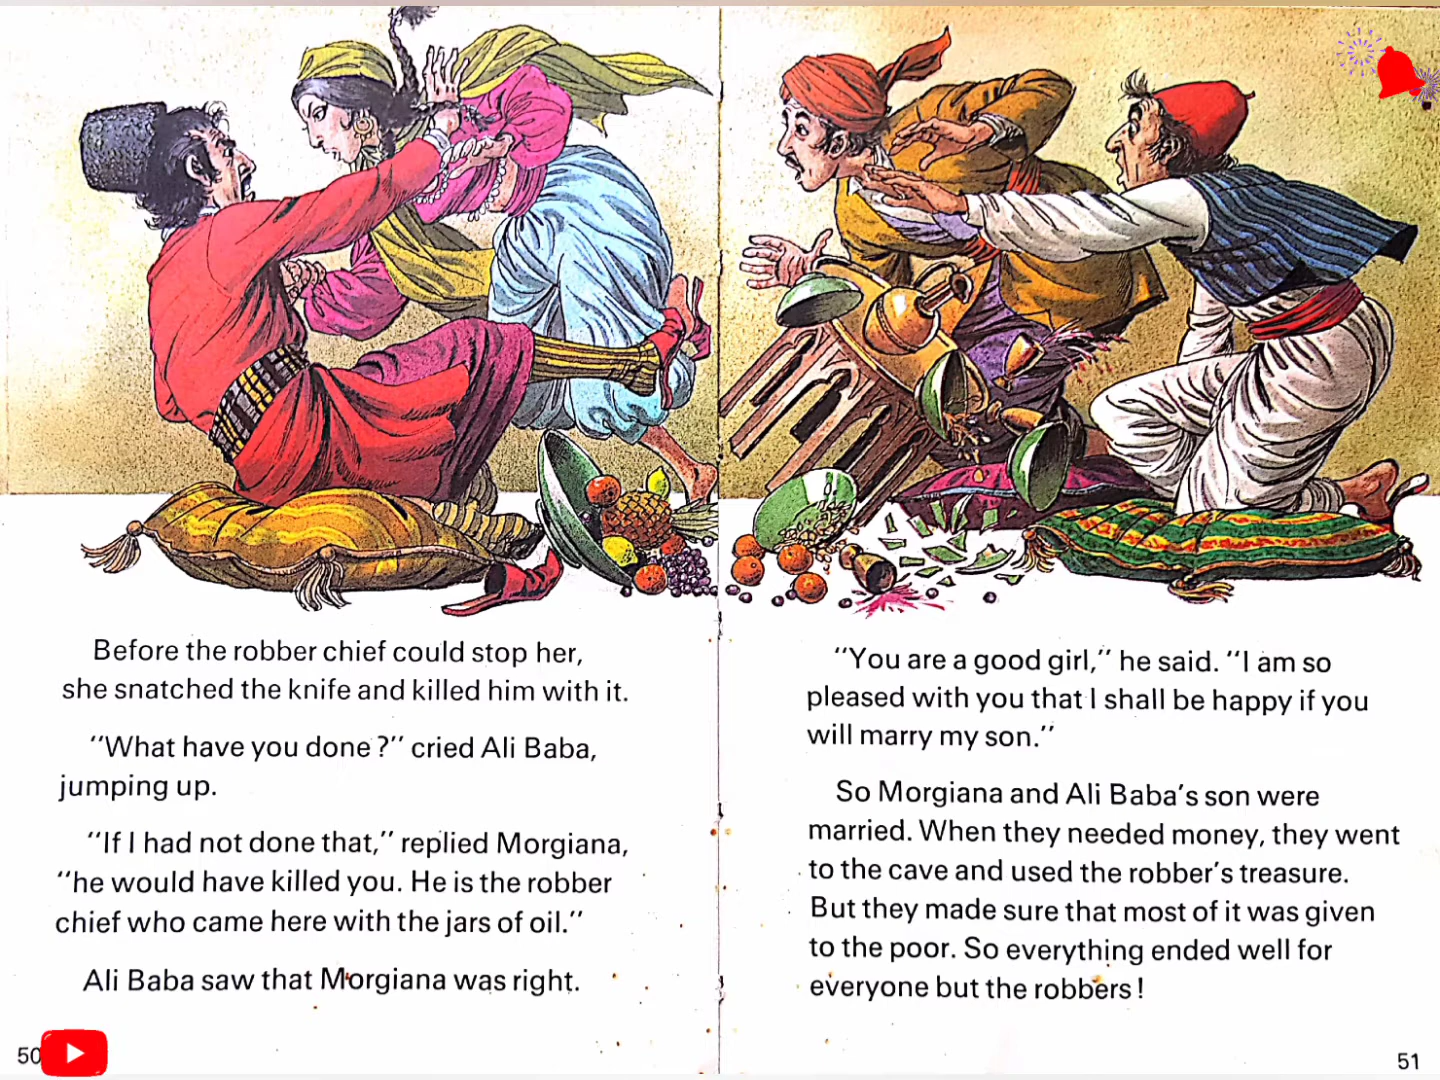 Before the robber chief could stop her,
she snatched the knife and killed him with it.
"What have you done?" cried Ali Baba,
jumping up.
"If I had not done that," replied Morgiana,
"he would have killed you. He is the robber
chief who came here with the jars of oil."
Ali Baba saw that Morgiana was right.
50
"You are a good girl," he said. "I am so
pleased with you that I shall be happy if you
will marry my son."
So Morgiana and Ali Baba's son were
married. When they needed money, they went
to the cave and used the robber's treasure.
But they made sure that most of it was given
to the poor. So everything ended well for
everyone but the robbers!
51